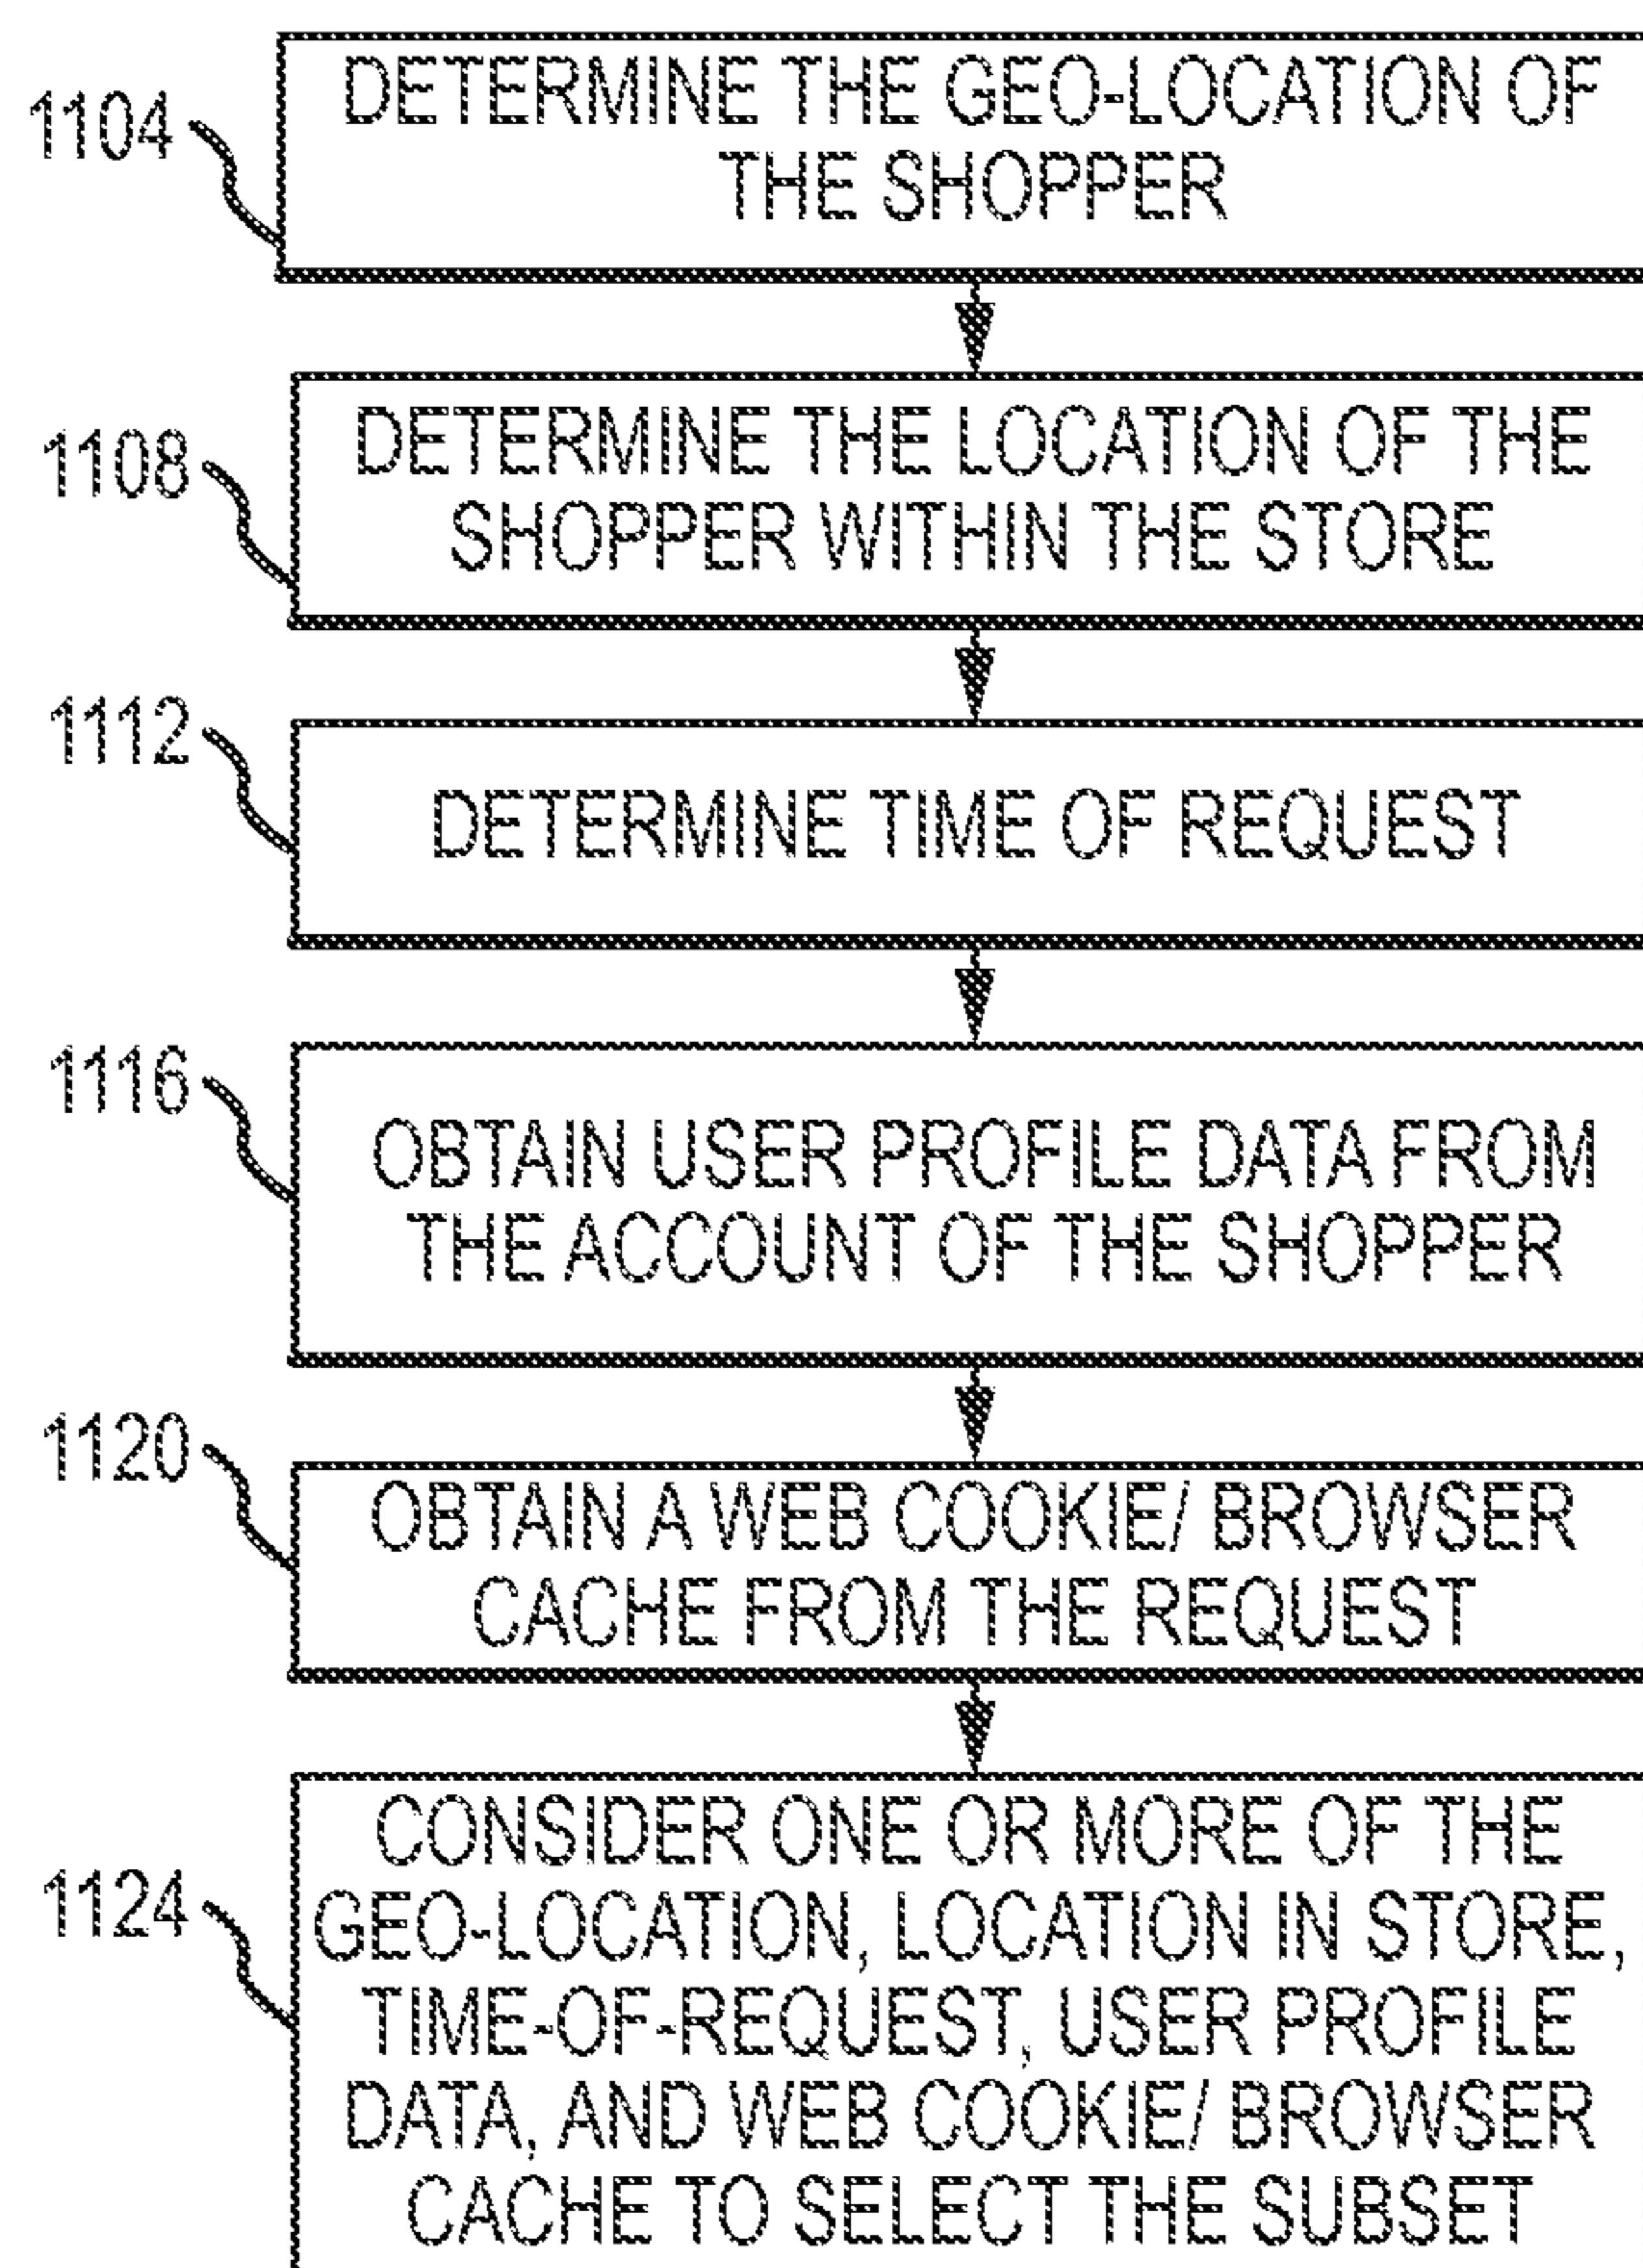 1104
DETERMINE THE GEO-LOCATION OF
THE SHOPPER
1108
DETERMINE THE LOCATION OF THE
SHOPPER WITHIN THE STORE
1112
DETERMINE TIME OF REQUEST
1116
OBTAIN USER PROFILE DATA FROM
THE ACCOUNT OF THE SHOPPER
1120
OBTAIN A WEB COOKIE/ BROWSER
CACHE FROM THE REQUEST
1124
CONSIDER ONE OR MORE OF THE
GEO-LOCATION, LOCATION IN STORE,
TIME-OF-REQUEST, USER PROFILE
DATA, AND WEB COOKIE/ BROWSER
CACHE TO SELECT THE SUBSET